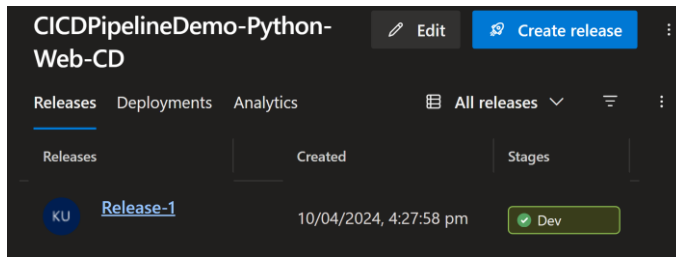 CICDPipelineDemo-Python-
Web-CD
Edit
Create release
Releases Deployments Analytics
All releases
Releases Created Stages
KU Release-1 10/04/2024, 4:27:58 pm Dev